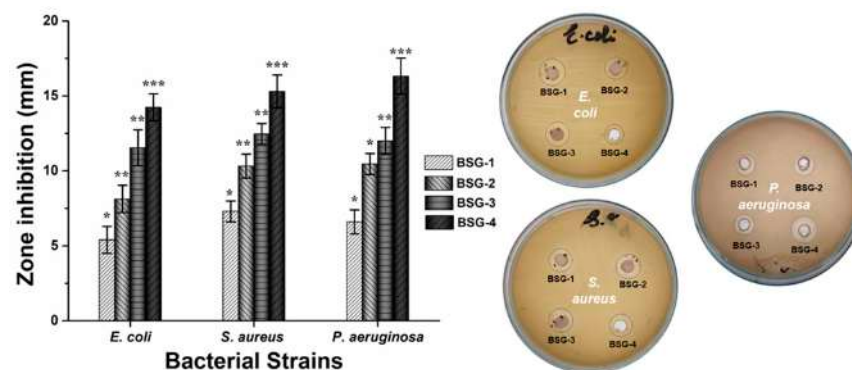 20
15
10
5
0
Zone inhibition (mm)
*
**
**
***
*
**
**
***
*
*
**
***
E. coli
S. aureus
P. aeruginosa
Bacterial Strains
BSG-1
BSG-2
BSG-3
BSG-4
E.coli
BSG-1
BSG-2
E.
coli
BSG-3
BSG-4
BSG-1
BSG-2
S.
aureus
BSG-3
BSG-4
BSG-1
BSG-2
P.
aeruginosa
BSG-3
BSG-4